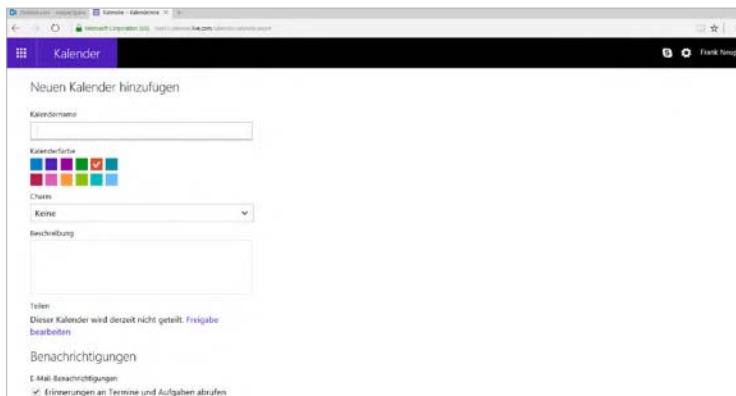 Kalender
Neuen Kalender hinzufügen
Kalendername
Kalenderfarbe
Charm
Keine
Beschreibung
Teilen
Dieser Kalender wird derzeit nicht geteilt. Freigabe
bearbeiten
Benachrichtigungen
E-Mail-Benachrichtigungen
Erinnerungen an Termine und Aufgaben abrufen